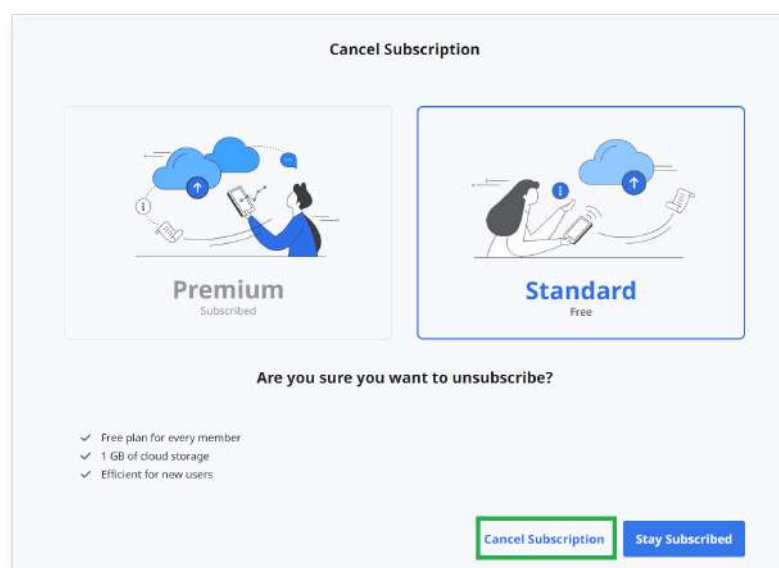 Cancel Subscription
Premium
Subscribed
Standard
Free
Are you sure you want to unsubscribe?
Free plan for every member
1 GB of cloud storage
Efficient for new users
Cancel Subscription
Stay Subscribed